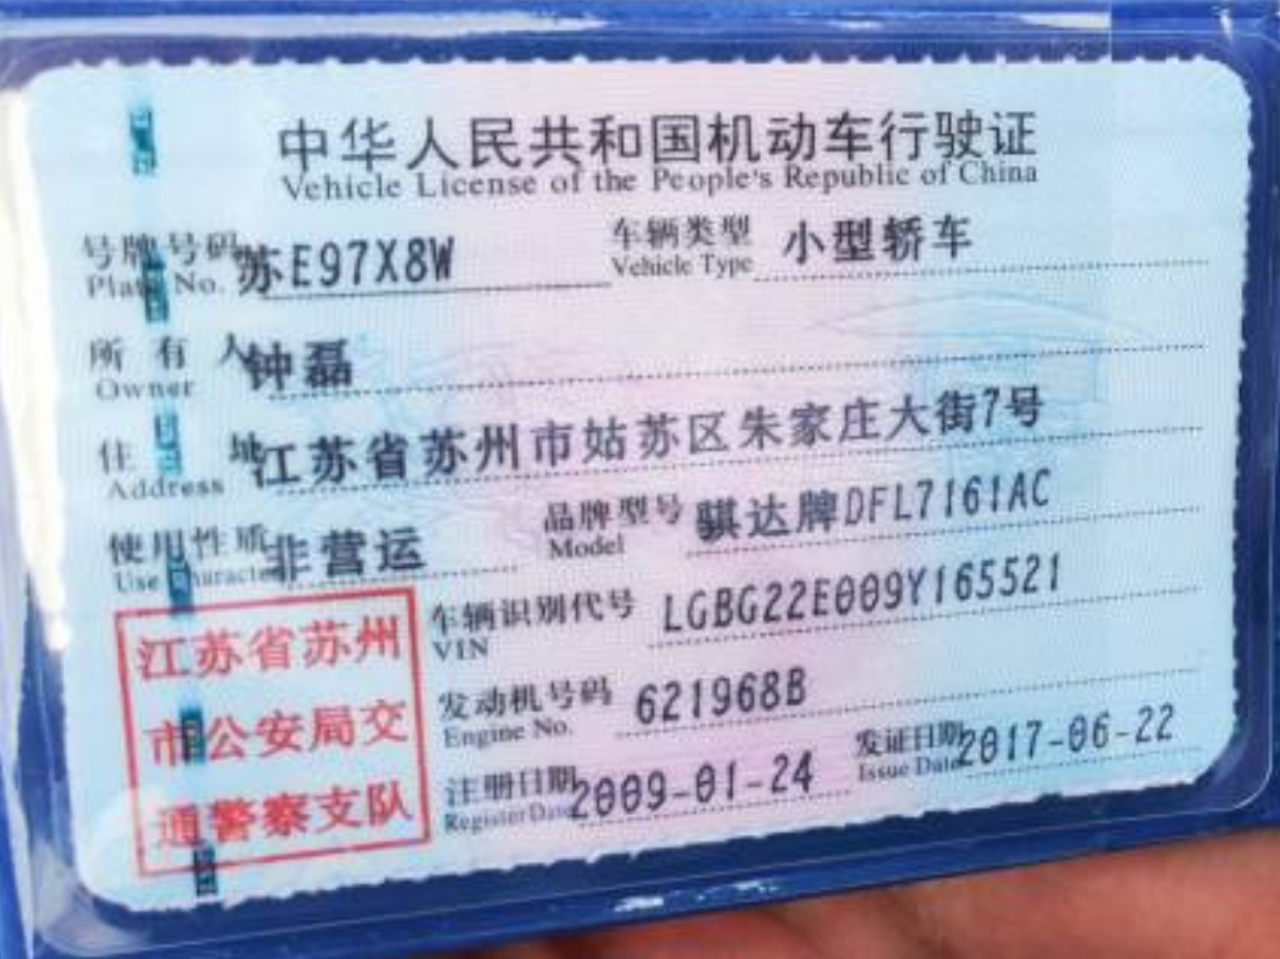 中华人民共和国机动车行驶证
Vehicle License of the People's Republic of China
号牌号码 苏E97X8W 车辆类型 小型轿车
Plate No. Vehicle Type
所有人 钟磊
Owner
住址 江苏省苏州市姑苏区朱家庄大街7号
Address
使用性质 非营运 品牌型号 骐达牌DFL7161AC
Use Character Model
江苏省苏州
市公安局交
通警察支队
车辆识别代号 LGBG22E009Y165521
VIN
发动机号码 621968B
Engine No.
注册日期 2009-01-24 发证日期 2017-06-22
Register Date Issue Date